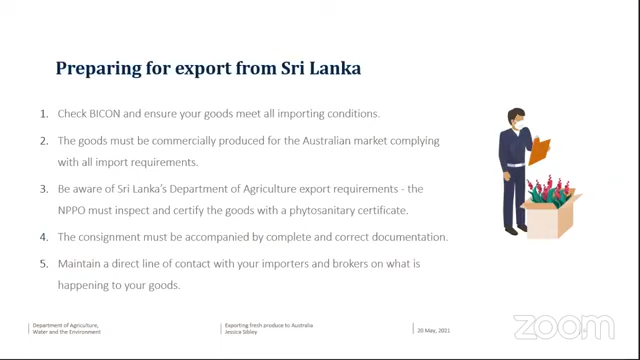 Preparing for export from Sri Lanka
1. Check BICON and ensure your goods meet all importing conditions.
2. The goods must be commercially produced for the Australian market complying
with all import requirements.
3. Be aware of Sri Lanka's Department of Agriculture export requirements - the
NPPO must inspect and certify the goods with a phytosanitary certificate.
4. The consignment must be accompanied by complete and correct documentation.
5. Maintain a direct line of contact with your importers and brokers on what is
happening to your goods.
Department of Agriculture,
Water and the Environment
Exporting fresh produce to Australia
Jessica Sibley
20 May, 2021
zoom